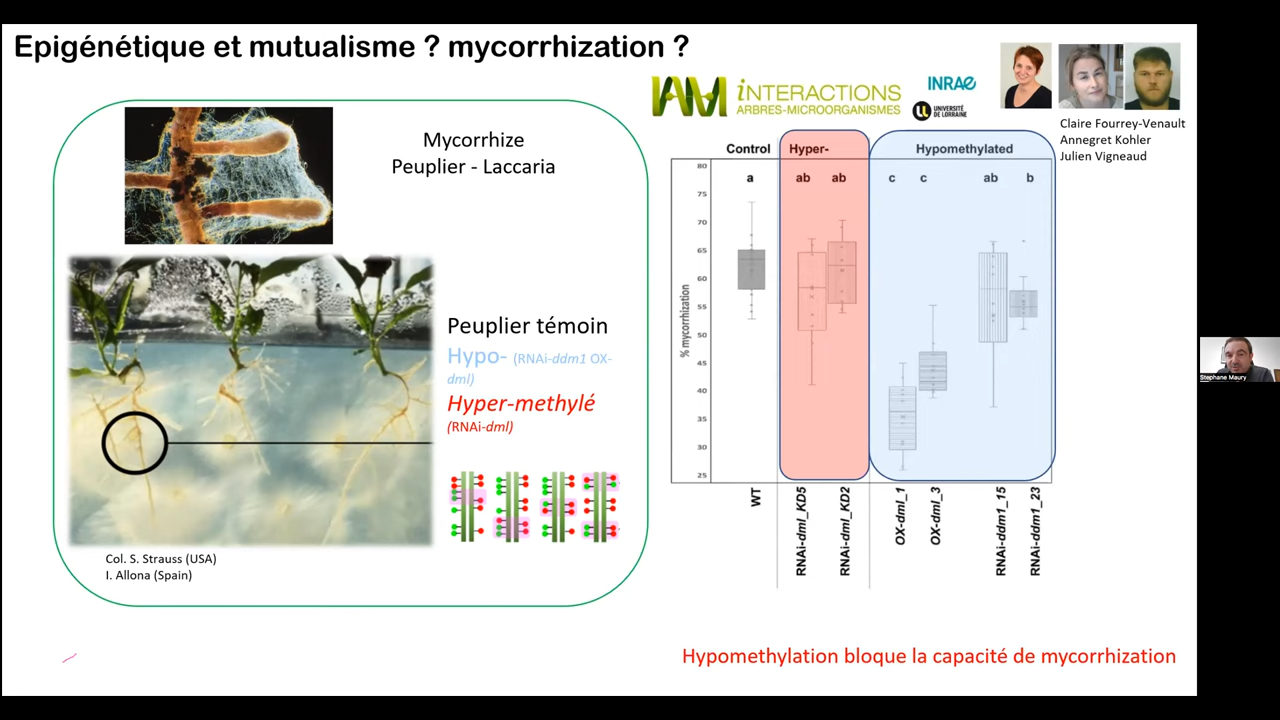 Epigénétique et mutualisme ? mycorrhization ?
Mycorrhize
Peuplier - Laccaria
Peuplier témoin
Hypo- (RNAi-ddm1 OX-
dml)
Hyper-methylé
(RNAi-dml)
Col. S. Strauss (USA)
I. Allona (Spain)
IAM iNTERACTIONS
ARBRES-MICROORGANISMES
INRAE
UNIVERSITÉ
DE LORRAINE
Claire Fourrey-Venault
Annegret Kohler
Julien Vigneaud
Control Hyper- Hypomethylated
a ab ab c c ab b
80
75
70
65
60
55
50
45
40
35
30
25
% mycorrhization
WT
RNAi-dml_KD5
RNAi-dml_KD2
OX-dml_1
OX-dml_3
RNAi-ddm1_15
RNAi-ddm1_23
Hypomethylation bloque la capacité de mycorrhization
Stephane Maury